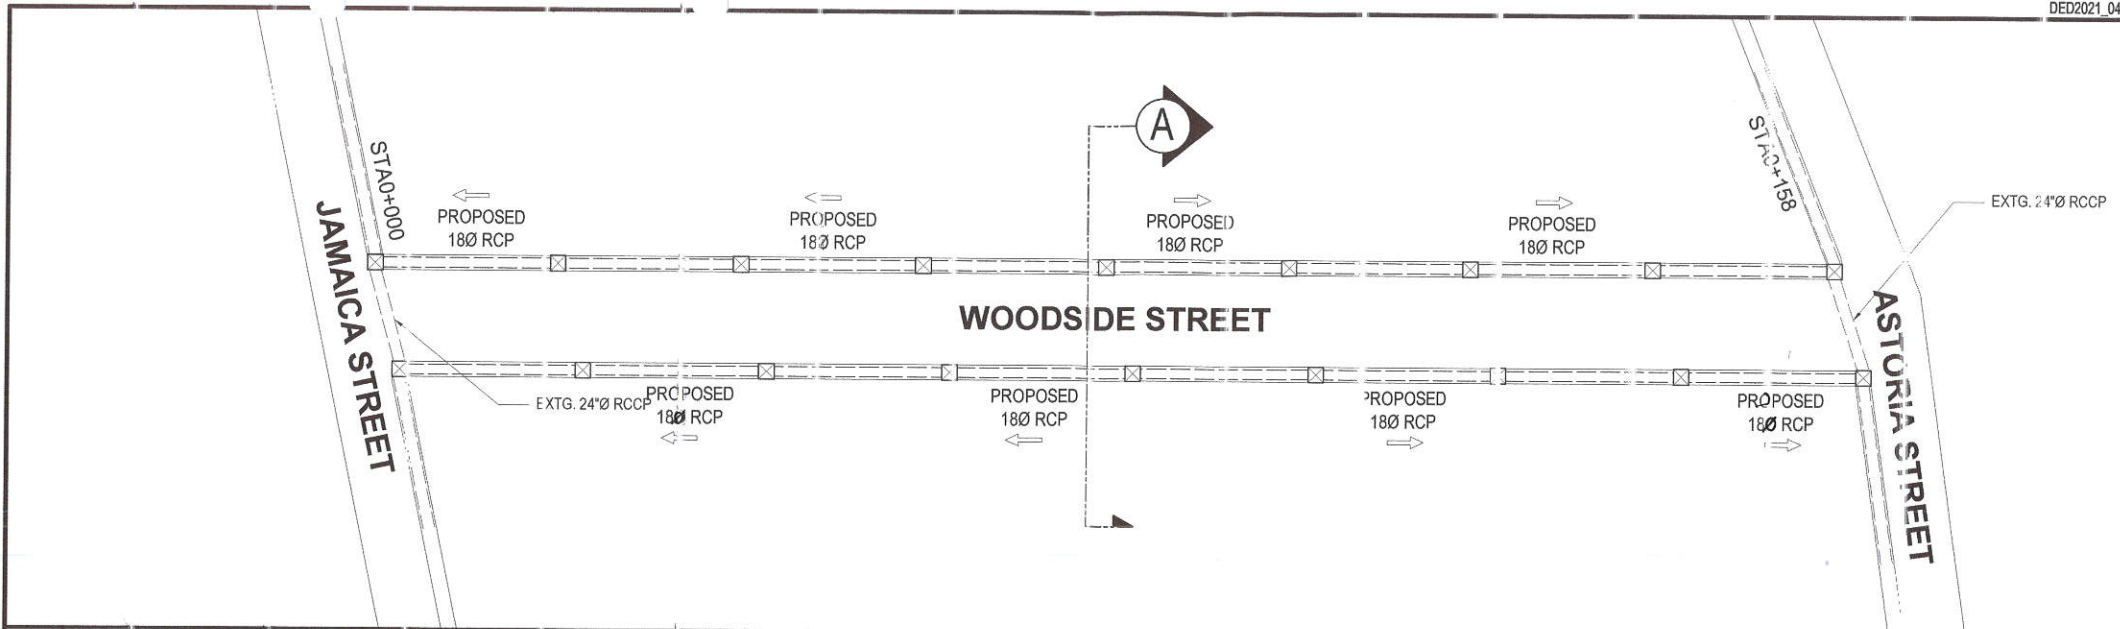 DED2021_04
A
STA0+000
STA0+158
EXTG. 24"Ø RCCP
PROPOSED
18Ø RCP
PROPOSED
18Ø RCP
PROPOSED
18Ø RCP
PROPOSED
18Ø RCP
JAMAICA STREET
WOODSIDE STREET
ASTORIA STREET
EXTG. 24"Ø RCCP
PROPOSED
18Ø RCP
PROPOSED
18Ø RCP
PROPOSED
18Ø RCP
PROPOSED
18Ø RCP